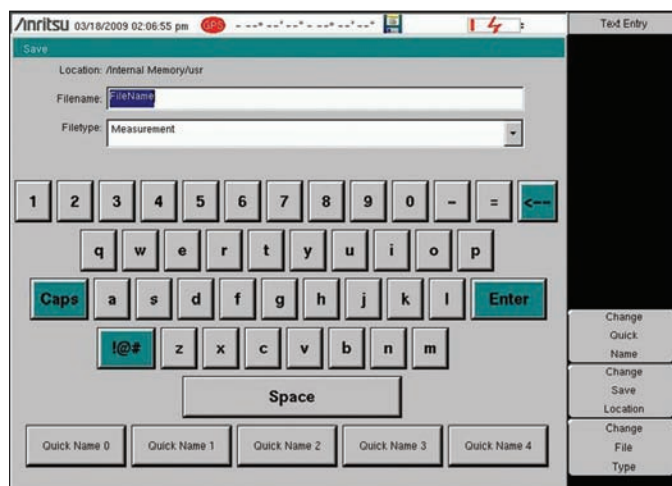 Anritsu 03/18/2009 02:06:55 pm GPS
Text Entry
Save
Location: /Internal Memory/usr
Filename: FileName
Filetype: Measurement
1 2 3 4 5 6 7 8 9 0 - = <--
q w e r t y u i o p
Caps a s d f g h j k l Enter
!@# z x c v b n m
Space
Quick Name 0 Quick Name 1 Quick Name 2 Quick Name 3 Quick Name 4
Change
Quick
Name
Change
Save
Location
Change
File
Type